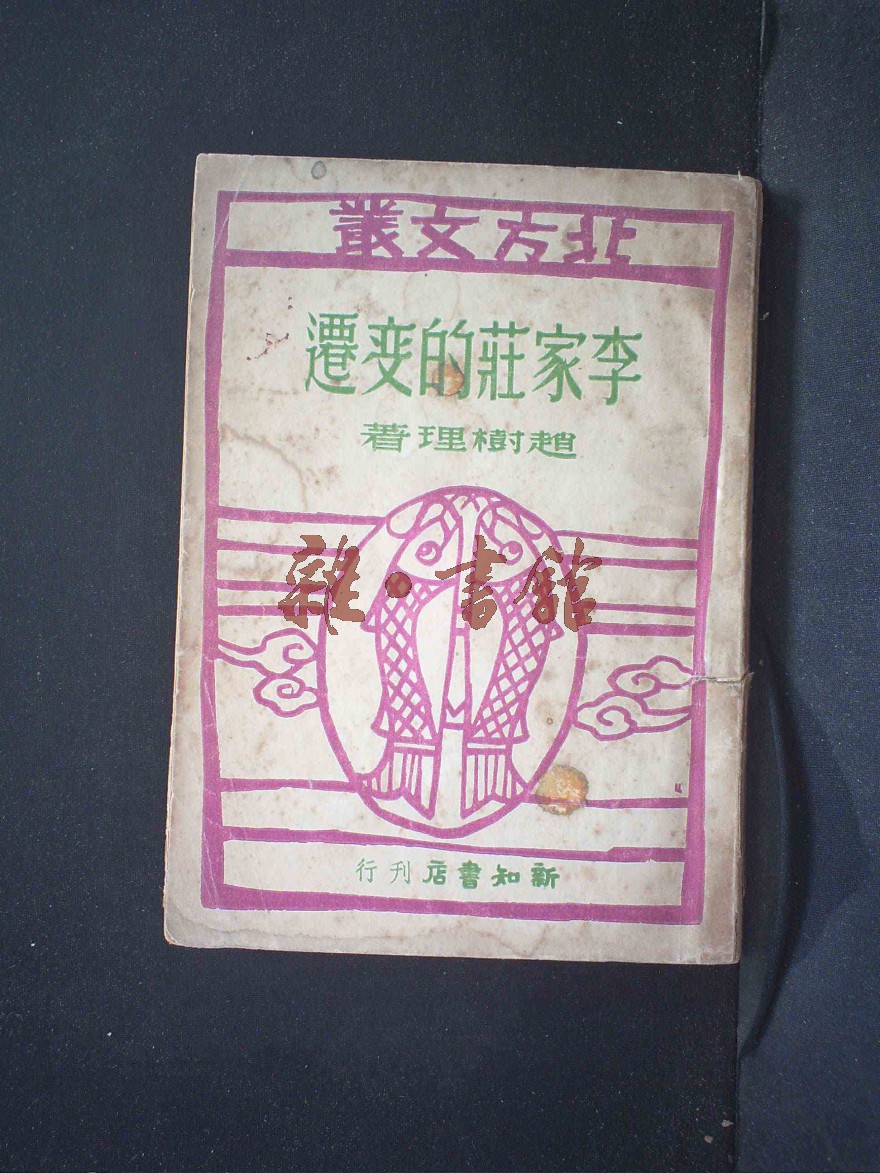 北方文叢
李家莊的变遷
趙樹理著
雜·書館
新知書店刊行